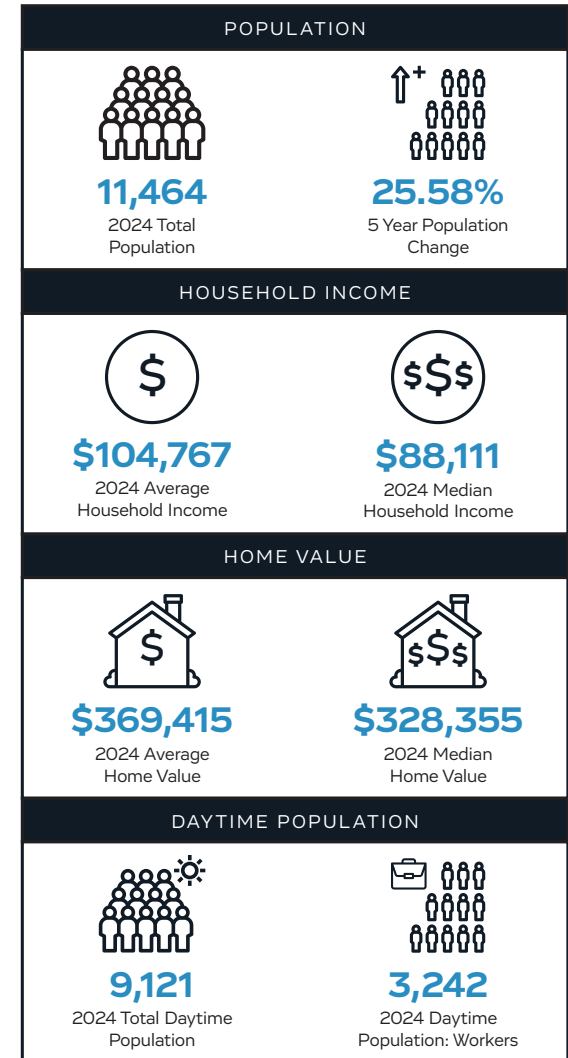 POPULATION
11,464
2024 Total
Population
25.58%
5 Year Population
Change
HOUSEHOLD INCOME
$
$104,767
2024 Average
Household Income
$$$
$88,111
2024 Median
Household Income
HOME VALUE
$
$369,415
2024 Average
Home Value
$$$
$328,355
2024 Median
Home Value
DAYTIME POPULATION
9,121
2024 Total Daytime
Population
3,242
2024 Daytime
Population: Workers